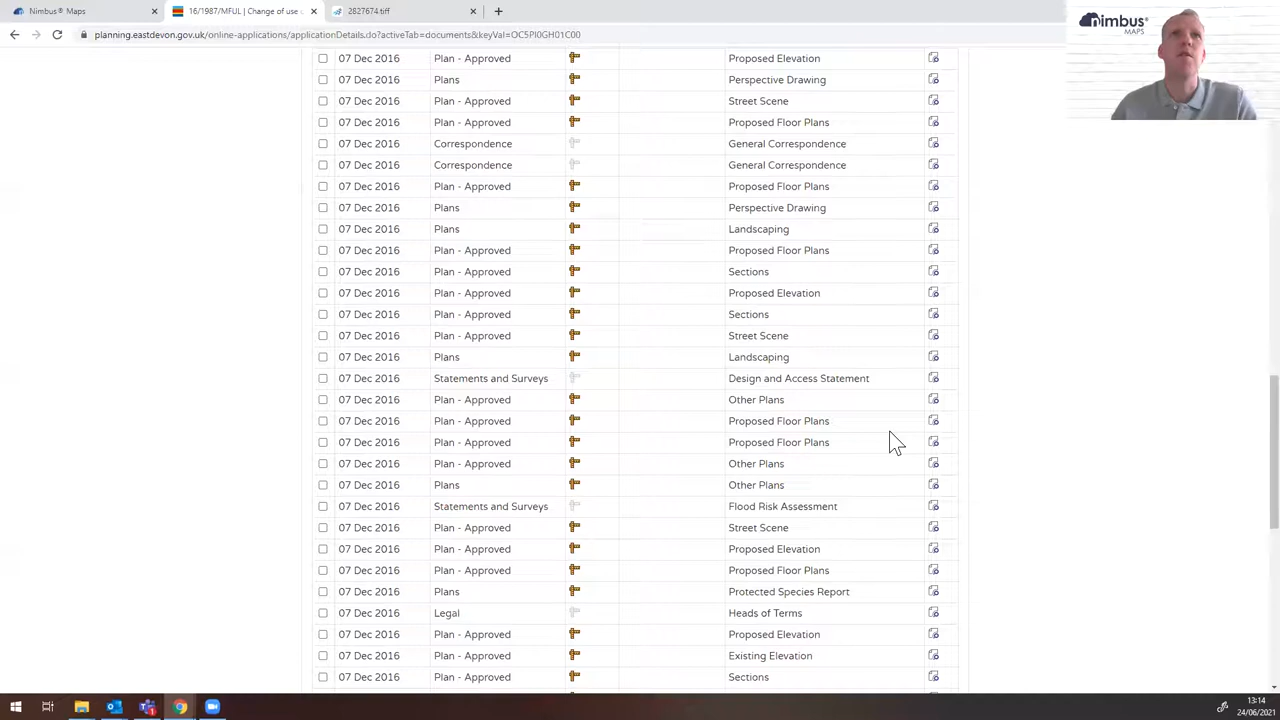 Nimbus ® Maps
16/1987/MFUL | Change of use o
2827674.tif
planning.eastdevon.gov.uk/online-applications/applicationDetails
nimbus®
MAPS
07 Dec 2016 Proposed Elevation
07 Dec 2016 Plans Perspective Drawing
07 Dec 2016 Plan - Approved Street Scene
07 Dec 2016 Plan - Approved Proposed Floor Plans
07 Dec 2016 Correspondence General Correspondence
07 Dec 2016 Correspondence General Correspondence
07 Dec 2016 Plan - Approved Proposed Floor Plans
07 Dec 2016 Plans Perspective Drawing
07 Dec 2016 Plans Landscaping
07 Dec 2016 Plan - Approved Proposed Floor Plans
07 Dec 2016 Plan - Approved Sections
07 Dec 2016 Plan - Approved Proposed Elevation
07 Dec 2016 Plan - Approved Sections
07 Dec 2016 Plan - Approved Street Scene
07 Dec 2016 Plans Landscaping
07 Dec 2016 Statements and Surveys Design and Access Statement
07 Dec 2016 Plan - Approved Other Plans
07 Dec 2016 Plan - Approved Proposed Floor Plans
07 Dec 2016 Plan - Approved Proposed Floor Plans
07 Dec 2016 Plan - Approved Other Plans
07 Dec 2016 Plans Other Plans
07 Dec 2016 Statements and Surveys Flood Risk Assessment
07 Dec 2016 Plan - Approved Street Scene
07 Dec 2016 Plan - Approved Proposed Elevation
07 Dec 2016 Plan - Approved Proposed Floor Plans
07 Dec 2016 Plans Protected Species Report
07 Dec 2016 Legal Heads of Terms
07 Dec 2016 Plan - Approved Proposed Elevation
07 Dec 2016 Plan - Approved Existing Elevation
07 Dec 2016 Plan - Approved Sections
13:14
24/06/2021